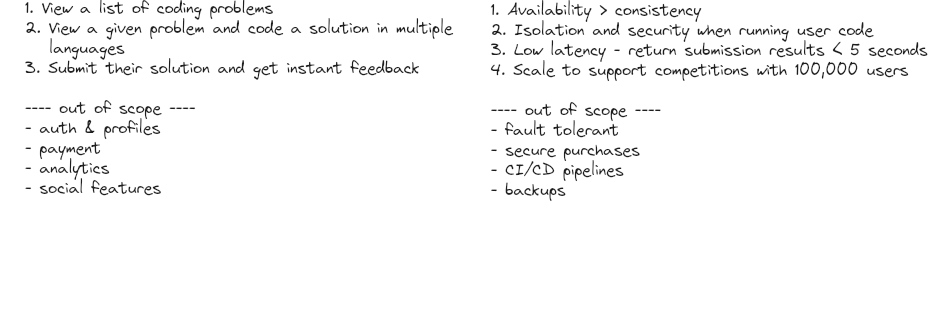 1. View a list of coding problems
2. View a given problem and code a solution in multiple
languages
3. Submit their solution and get instant feedback
---- out of scope ----
- auth & profiles
- payment
- analytics
- social features
1. Availability > consistency
2. Isolation and security when running user code
3. Low latency - return submission results < 5 seconds
4. Scale to support competitions with 100,000 users
---- out of scope ----
- fault tolerant
- secure purchases
- CI/CD pipelines
- backups